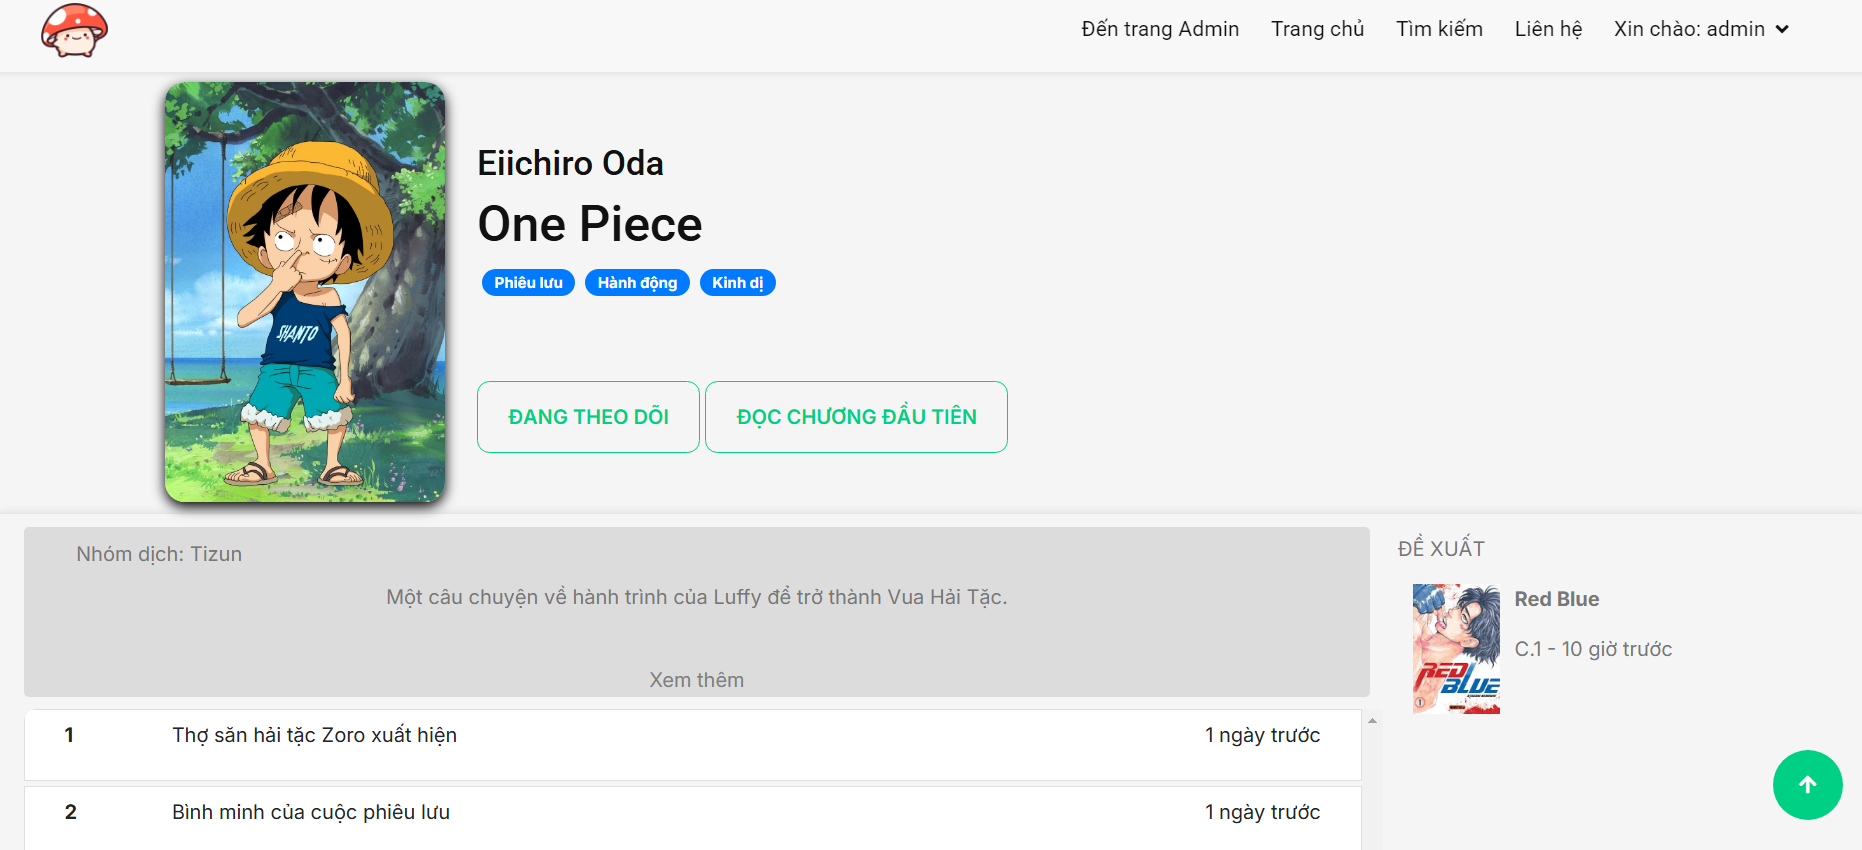 Đến trang Admin Trang chủ Tìm kiếm Liên hệ Xin chào: admin
Eiichiro Oda
One Piece
Phiêu lưu Hành động Kinh dị
SHANTO
ĐANG THEO DÕI ĐỌC CHƯƠNG ĐẦU TIÊN
Nhóm dịch: Tizun
Một câu chuyện về hành trình của Luffy để trở thành Vua Hải Tặc.
Xem thêm
1 Thợ săn hải tặc Zoro xuất hiện 1 ngày trước
2 Bình minh của cuộc phiêu lưu 1 ngày trước
ĐỀ XUẤT
Red Blue
C.1 - 10 giờ trước
RED
BLUE
1